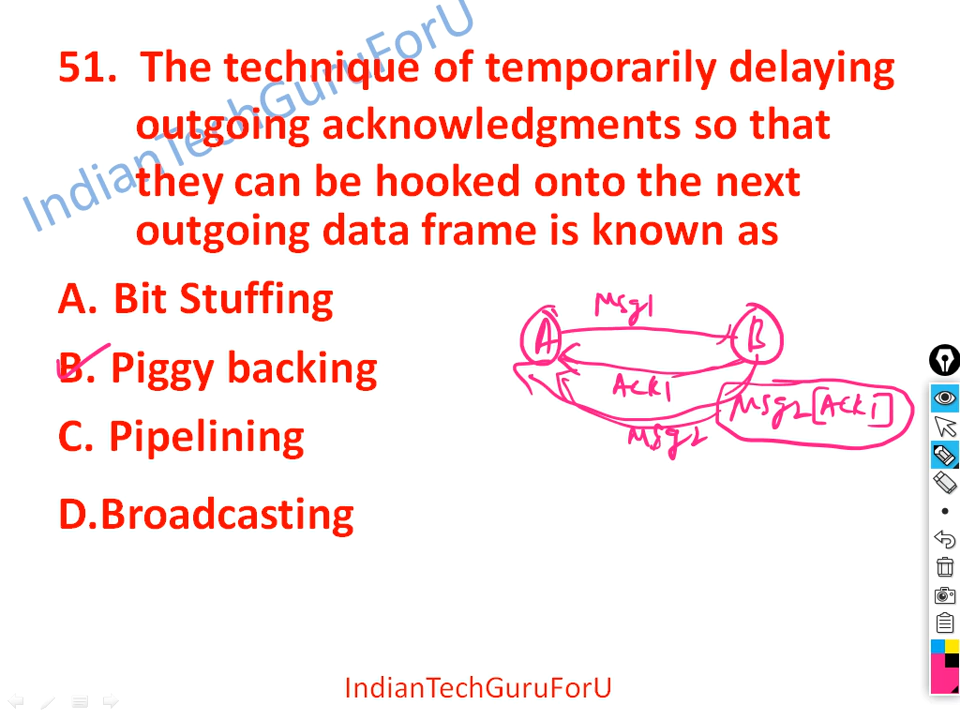 IndianTechGuruForU
51. The technique of temporarily delaying
outgoing acknowledgments so that
they can be hooked onto the next
outgoing data frame is known as
A. Bit Stuffing
B. Piggy backing
C. Pipelining
D.Broadcasting
Msg1
A
B
ACK1
Msg2[ACK1]
Msg2
IndianTechGuruForU